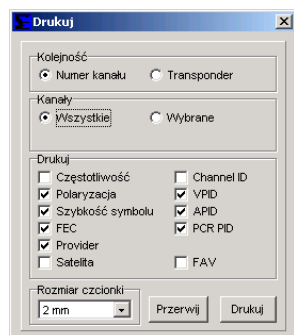 Drukuj
Kolejność
Numer kanału Transponder
Kanały
Wszystkie Wybrane
Drukuj
Częstotliwość Channel ID
Polaryzacja VPID
Szybkość symbolu APID
FEC PCR PID
Provider
Satelita FAV
Rozmiar czcionki
2 mm Przerwij Drukuj